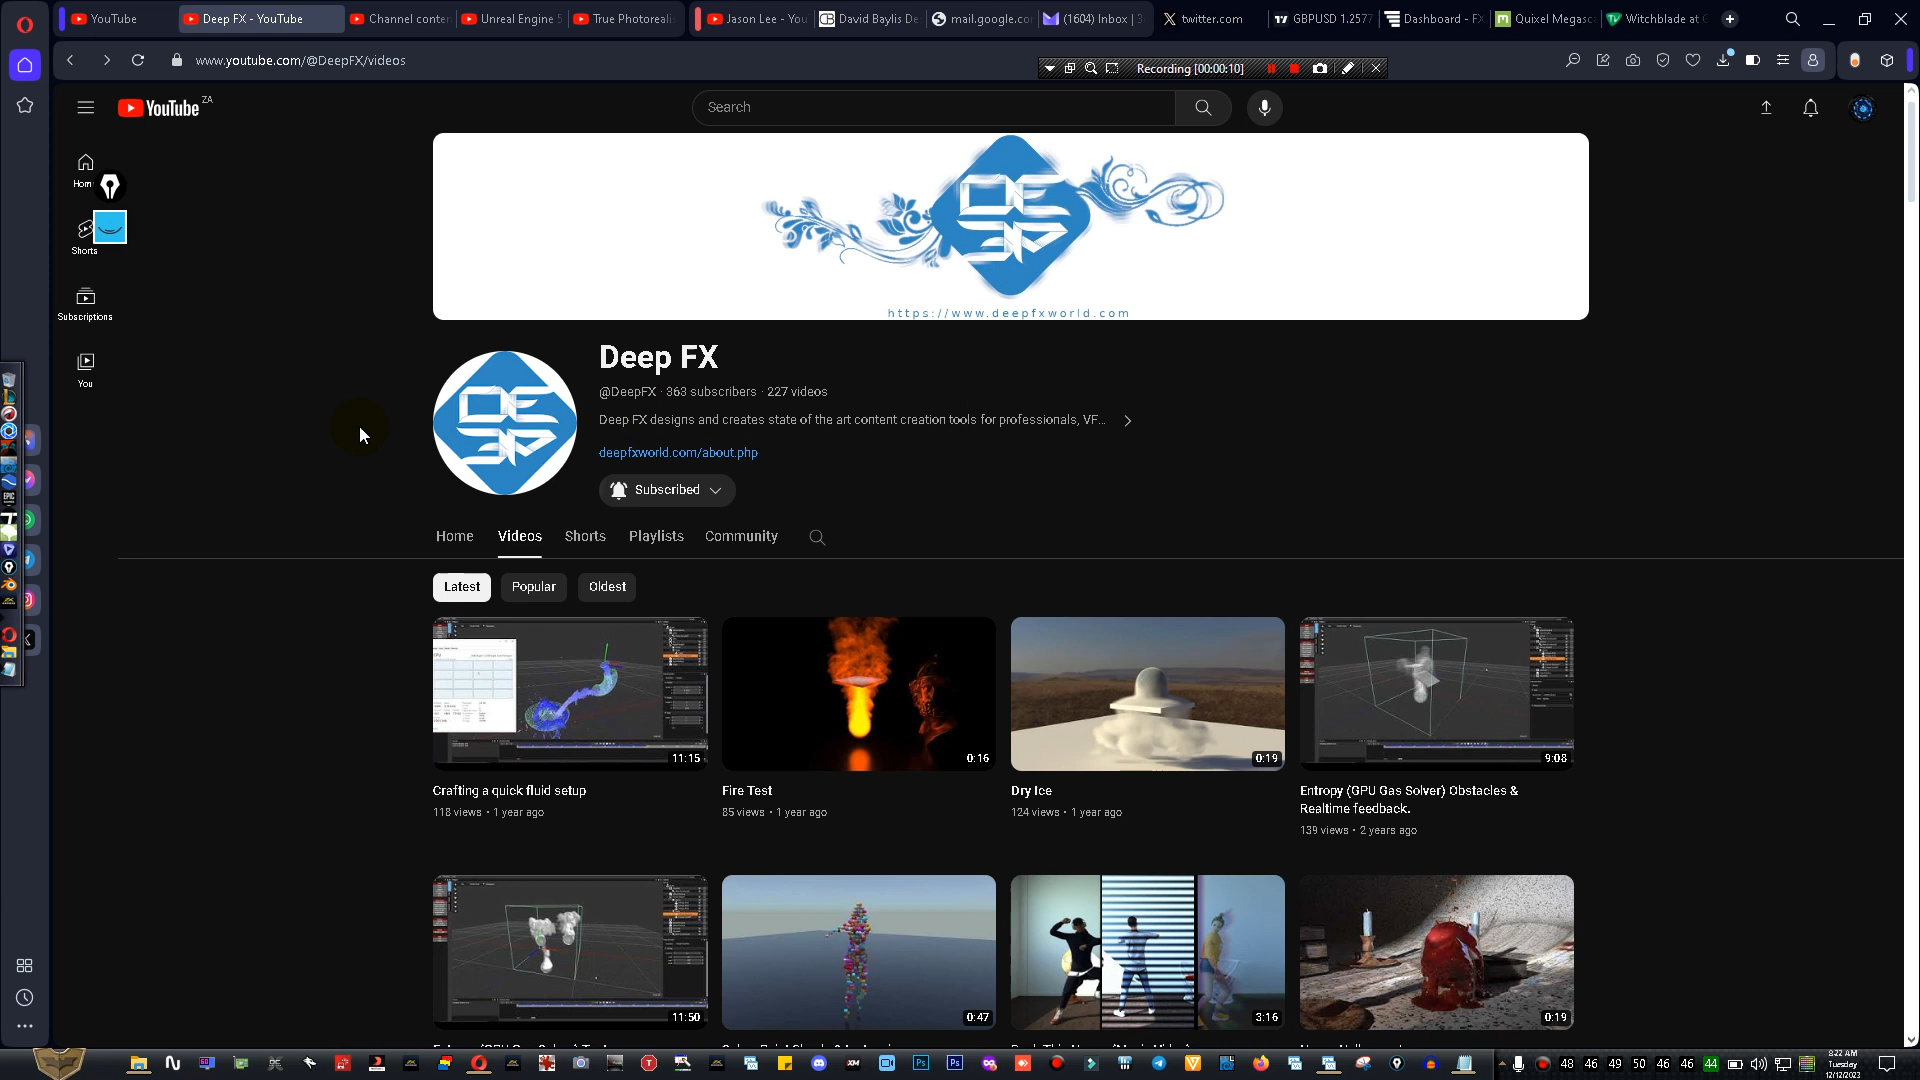 YouTube
Deep FX - YouTube
Channel conte
Unreal Engine 5
True Photoreali
Jason Lee - You
David Baylis De
mail.google.co
(1604) Inbox | 3
twitter.com
GBPUSD 1.2577
Dashboard - FX
Quixel Megasc
Witchblade at C
www.youtube.com/@DeepFX/videos
Recording [00:00:10]
YouTube ZA
Search
Hom
Shorts
Subscriptions
You
https://www.deepfxworld.com
Deep FX
@DeepFX · 363 subscribers · 227 videos
Deep FX designs and creates state of the art content creation tools for professionals, VF...
deepfxworld.com/about.php
Subscribed
Home
Videos
Shorts
Playlists
Community
Latest
Popular
Oldest
11:15
0:16
0:19
9:08
Crafting a quick fluid setup
118 views • 1 year ago
Fire Test
85 views • 1 year ago
Dry Ice
124 views • 1 year ago
Entropy (GPU Gas Solver) Obstacles &
Realtime feedback.
139 views • 2 years ago
11:50
0:47
3:16
0:19
48 46 49 50 46 46 44
8:22 AM
Tuesday
12/12/2023